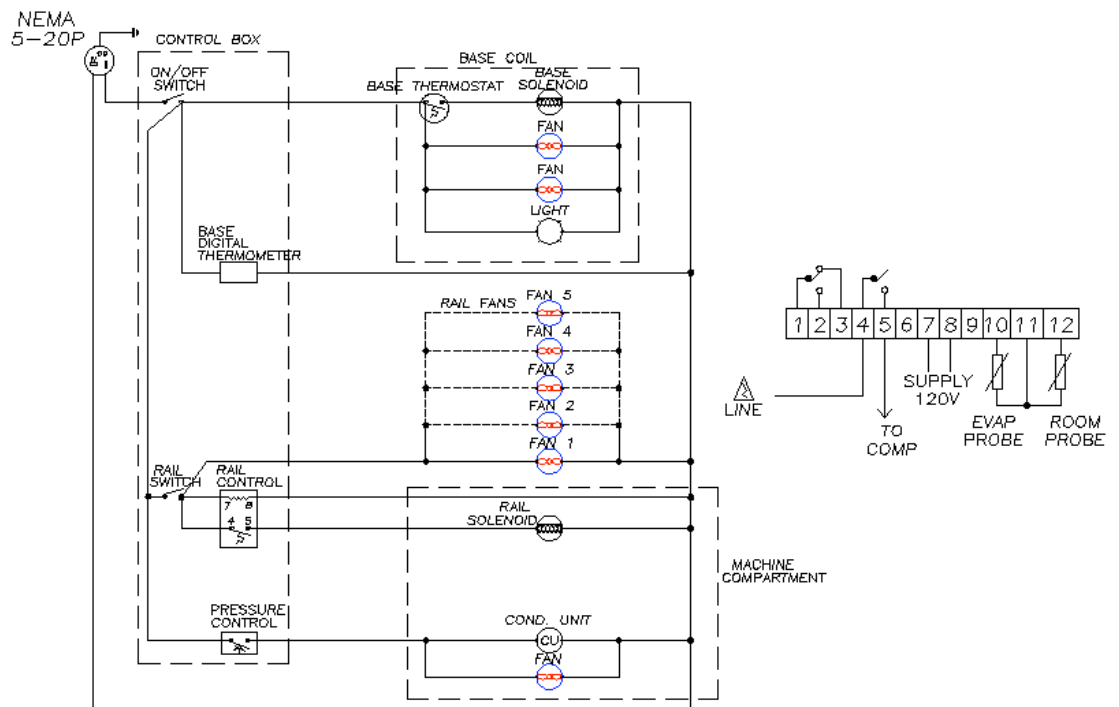 NEMA
5-20P
CONTROL BOX
ON/OFF
SWITCH
BASE COIL
BASE THERMOSTAT
BASE
SOLENOID
FAN
FAN
LIGHT
BASE
DIGITAL
THERMOMETER
RAIL FANS
FAN 5
FAN 4
FAN 3
FAN 2
FAN 1
RAIL
SWITCH
RAIL
CONTROL
7 8
4 5
RAIL
SOLENOID
MACHINE
COMPARTMENT
PRESSURE
CONTROL
COND. UNIT
CU
FAN
1 2 3 4 5 6 7 8 9 10 11 12
2
LINE
TO
COMP
SUPPLY
120V
EVAP
PROBE
ROOM
PROBE